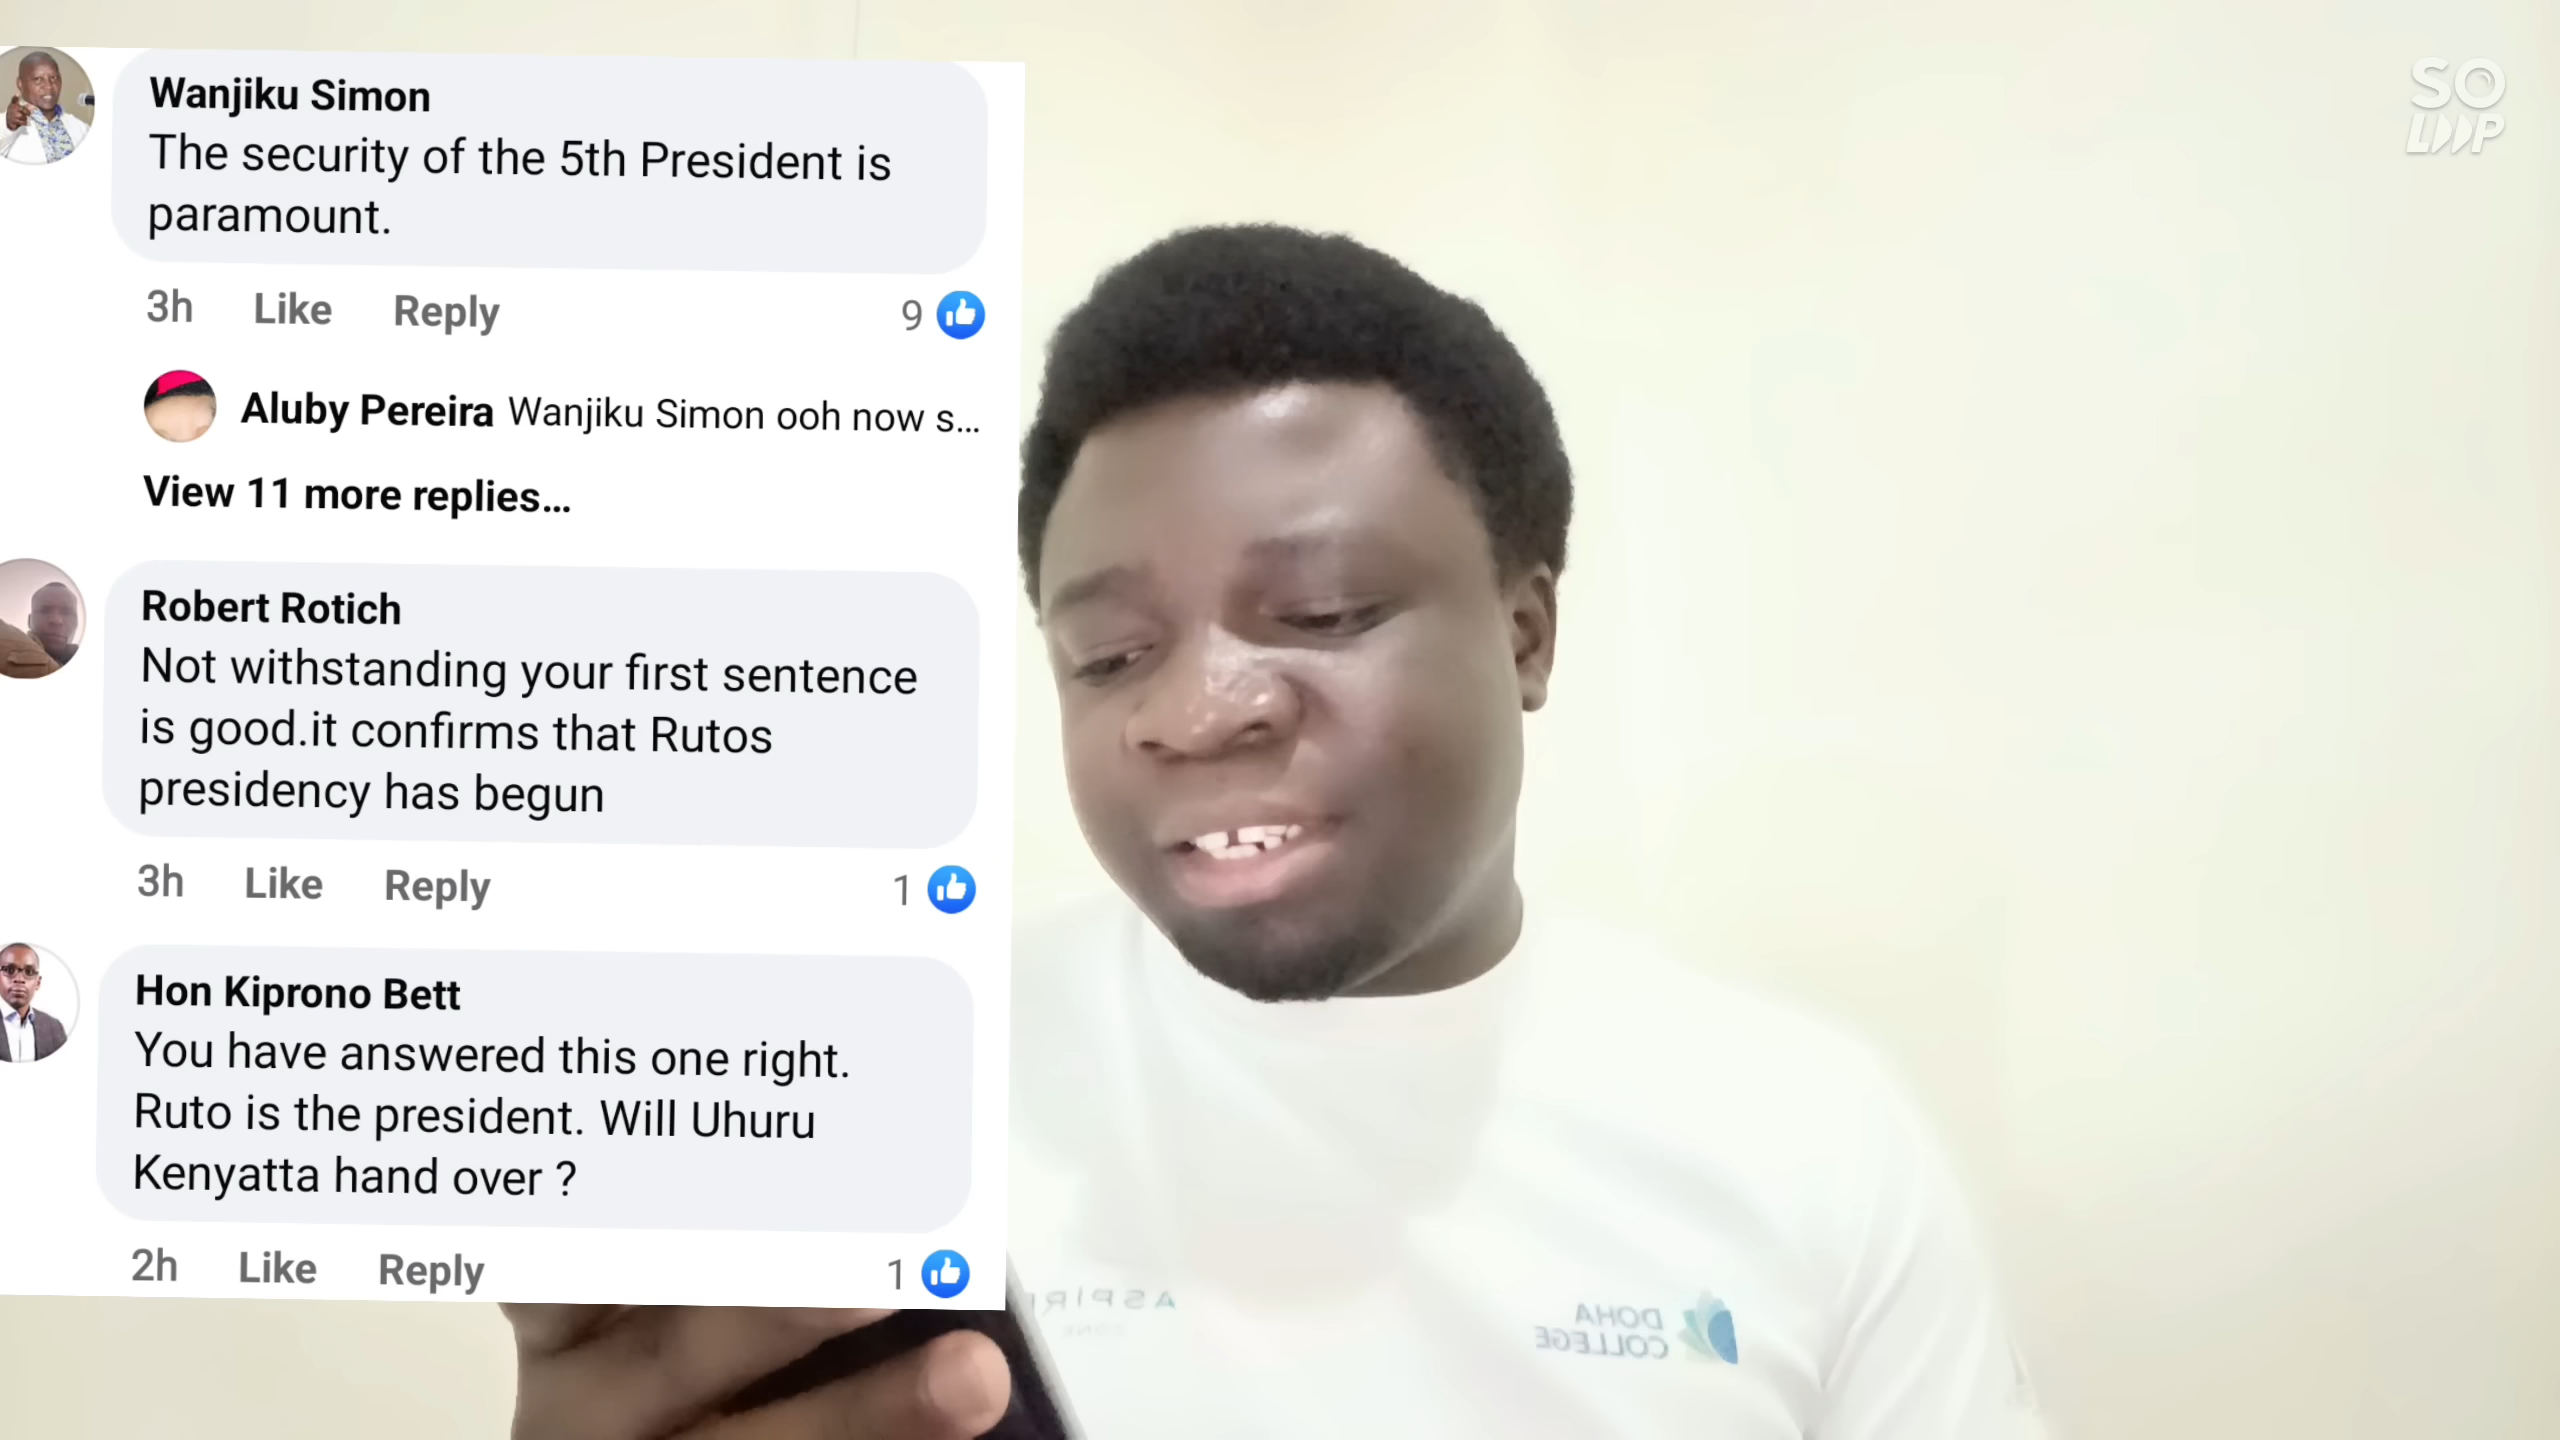 Wanjiku Simon
The security of the 5th President is
paramount.
3h Like Reply 9
Aluby Pereira Wanjiku Simon ooh now s...
View 11 more replies...
Robert Rotich
Not withstanding your first sentence
is good.it confirms that Rutos
presidency has begun
3h Like Reply 1
Hon Kiprono Bett
You have answered this one right.
Ruto is the president. Will Uhuru
Kenyatta hand over ?
2h Like Reply 1
SO
LOOP
DOHA
COLLEGE